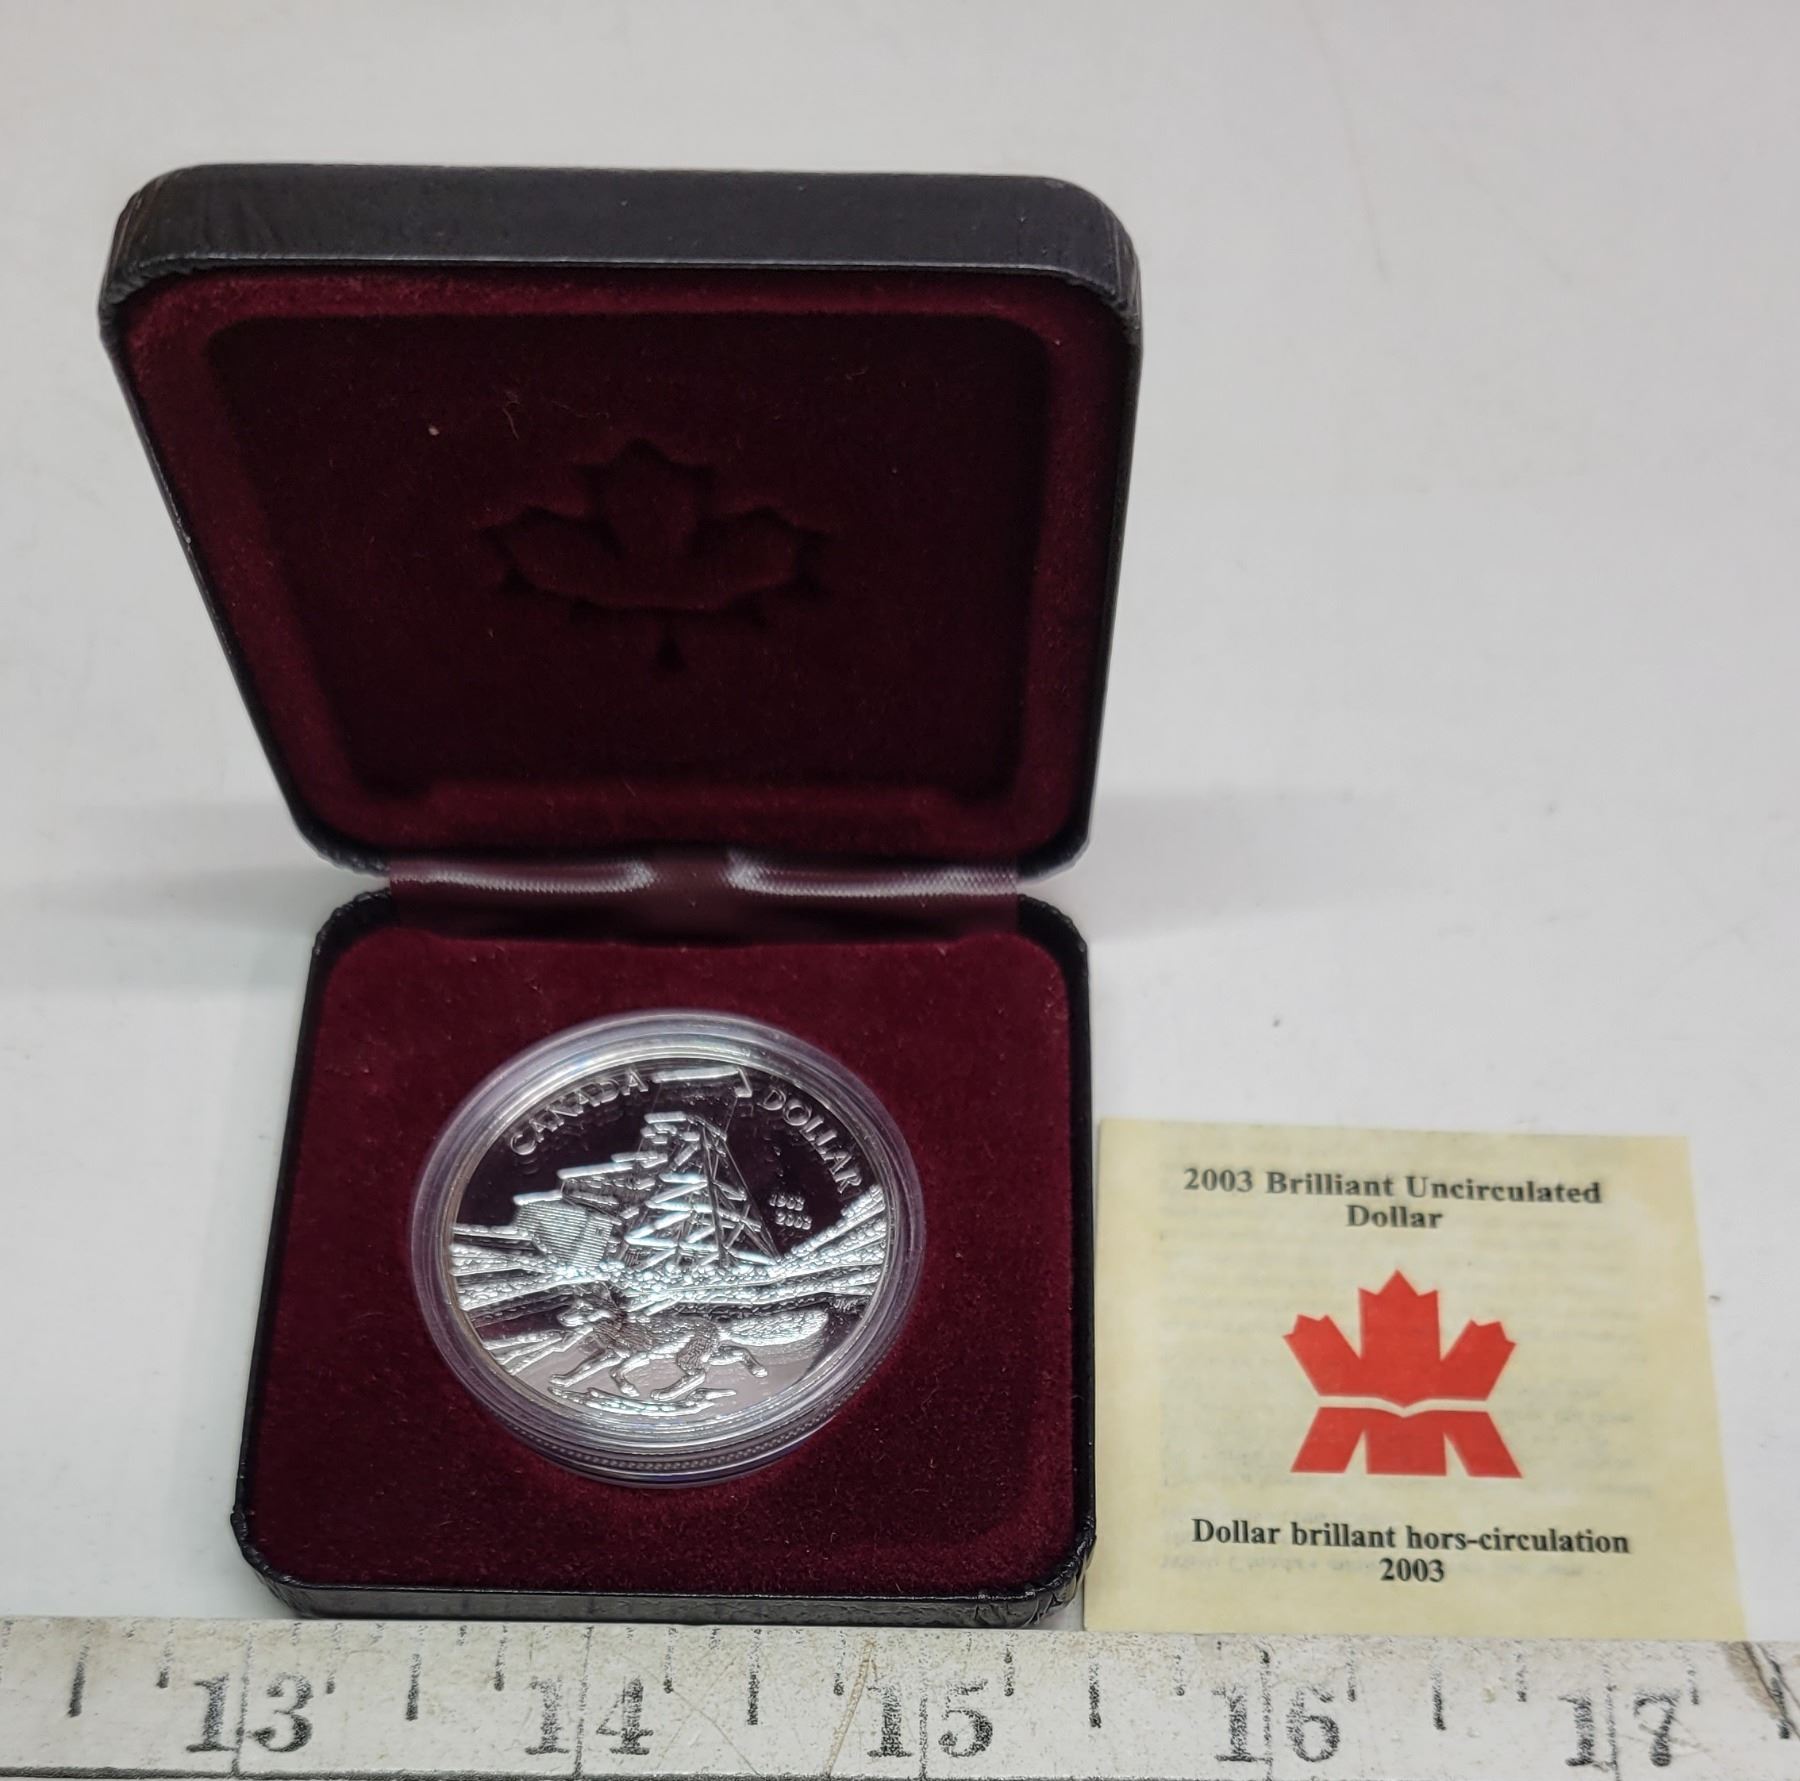 CANADA DOLLAR
1903
2003
2003 Brilliant Uncirculated
Dollar
Dollar brillant hors-circulation
2003
13 14 15 16 17